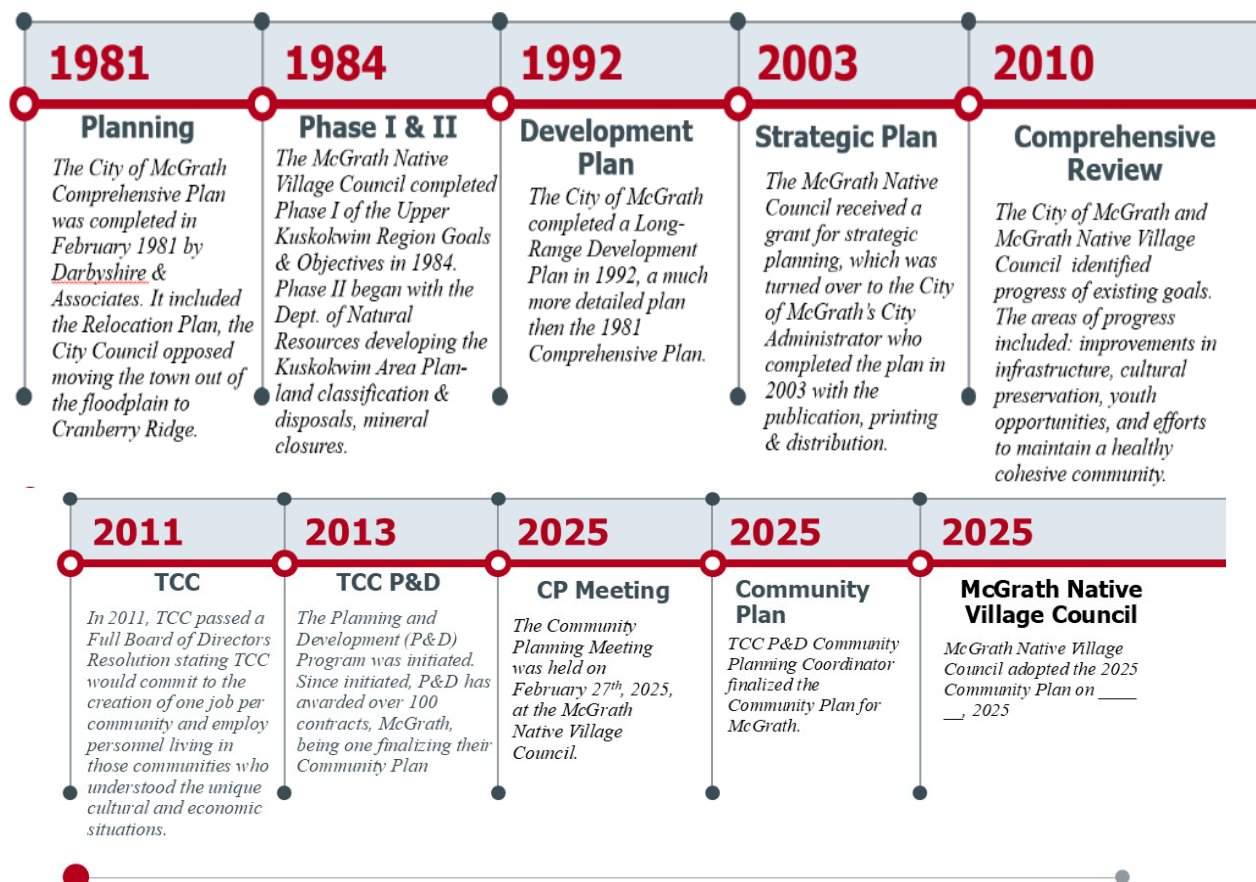 1981
Planning
The City of McGrath
Comprehensive Plan
was completed in
February 1981 by
Darbyshire &
Associates. It included
the Relocation Plan, the
City Council opposed
moving the town out of
the floodplain to
Cranberry Ridge.
1984
Phase I & II
The McGrath Native
Village Council completed
Phase I of the Upper
Kuskokwim Region Goals
& Objectives in 1984.
Phase II began with the
Dept. of Natural
Resources developing the
Kuskokwim Area Plan-
land classification &
disposals, mineral
closures.
1992
Development
Plan
The City of McGrath
completed a Long-
Range Development
Plan in 1992, a much
more detailed plan
then the 1981
Comprehensive Plan.
2003
Strategic Plan
The McGrath Native
Council received a
grant for strategic
planning, which was
turned over to the City
of McGrath's City
Administrator who
completed the plan in
2003 with the
publication, printing
& distribution.
2010
Comprehensive
Review
The City of McGrath and
McGrath Native Village
Council identified
progress of existing goals.
The areas of progress
included: improvements in
infrastructure, cultural
preservation, youth
opportunities, and efforts
to maintain a healthy
cohesive community.
2011
TCC
In 2011, TCC passed a
Full Board of Directors
Resolution stating TCC
would commit to the
creation of one job per
community and employ
personnel living in
those communities who
understood the unique
cultural and economic
situations.
2013
TCC P&D
The Planning and
Development (P&D)
Program was initiated.
Since initiated, P&D has
awarded over 100
contracts, McGrath,
being one finalizing their
Community Plan
2025
CP Meeting
The Community
Planning Meeting
was held on
February 27th, 2025,
at the McGrath
Native Village
Council.
2025
Community
Plan
TCC P&D Community
Planning Coordinator
finalized the
Community Plan for
McGrath.
2025
McGrath Native
Village Council
McGrath Native Village
Council adopted the 2025
Community Plan on ____
__, 2025